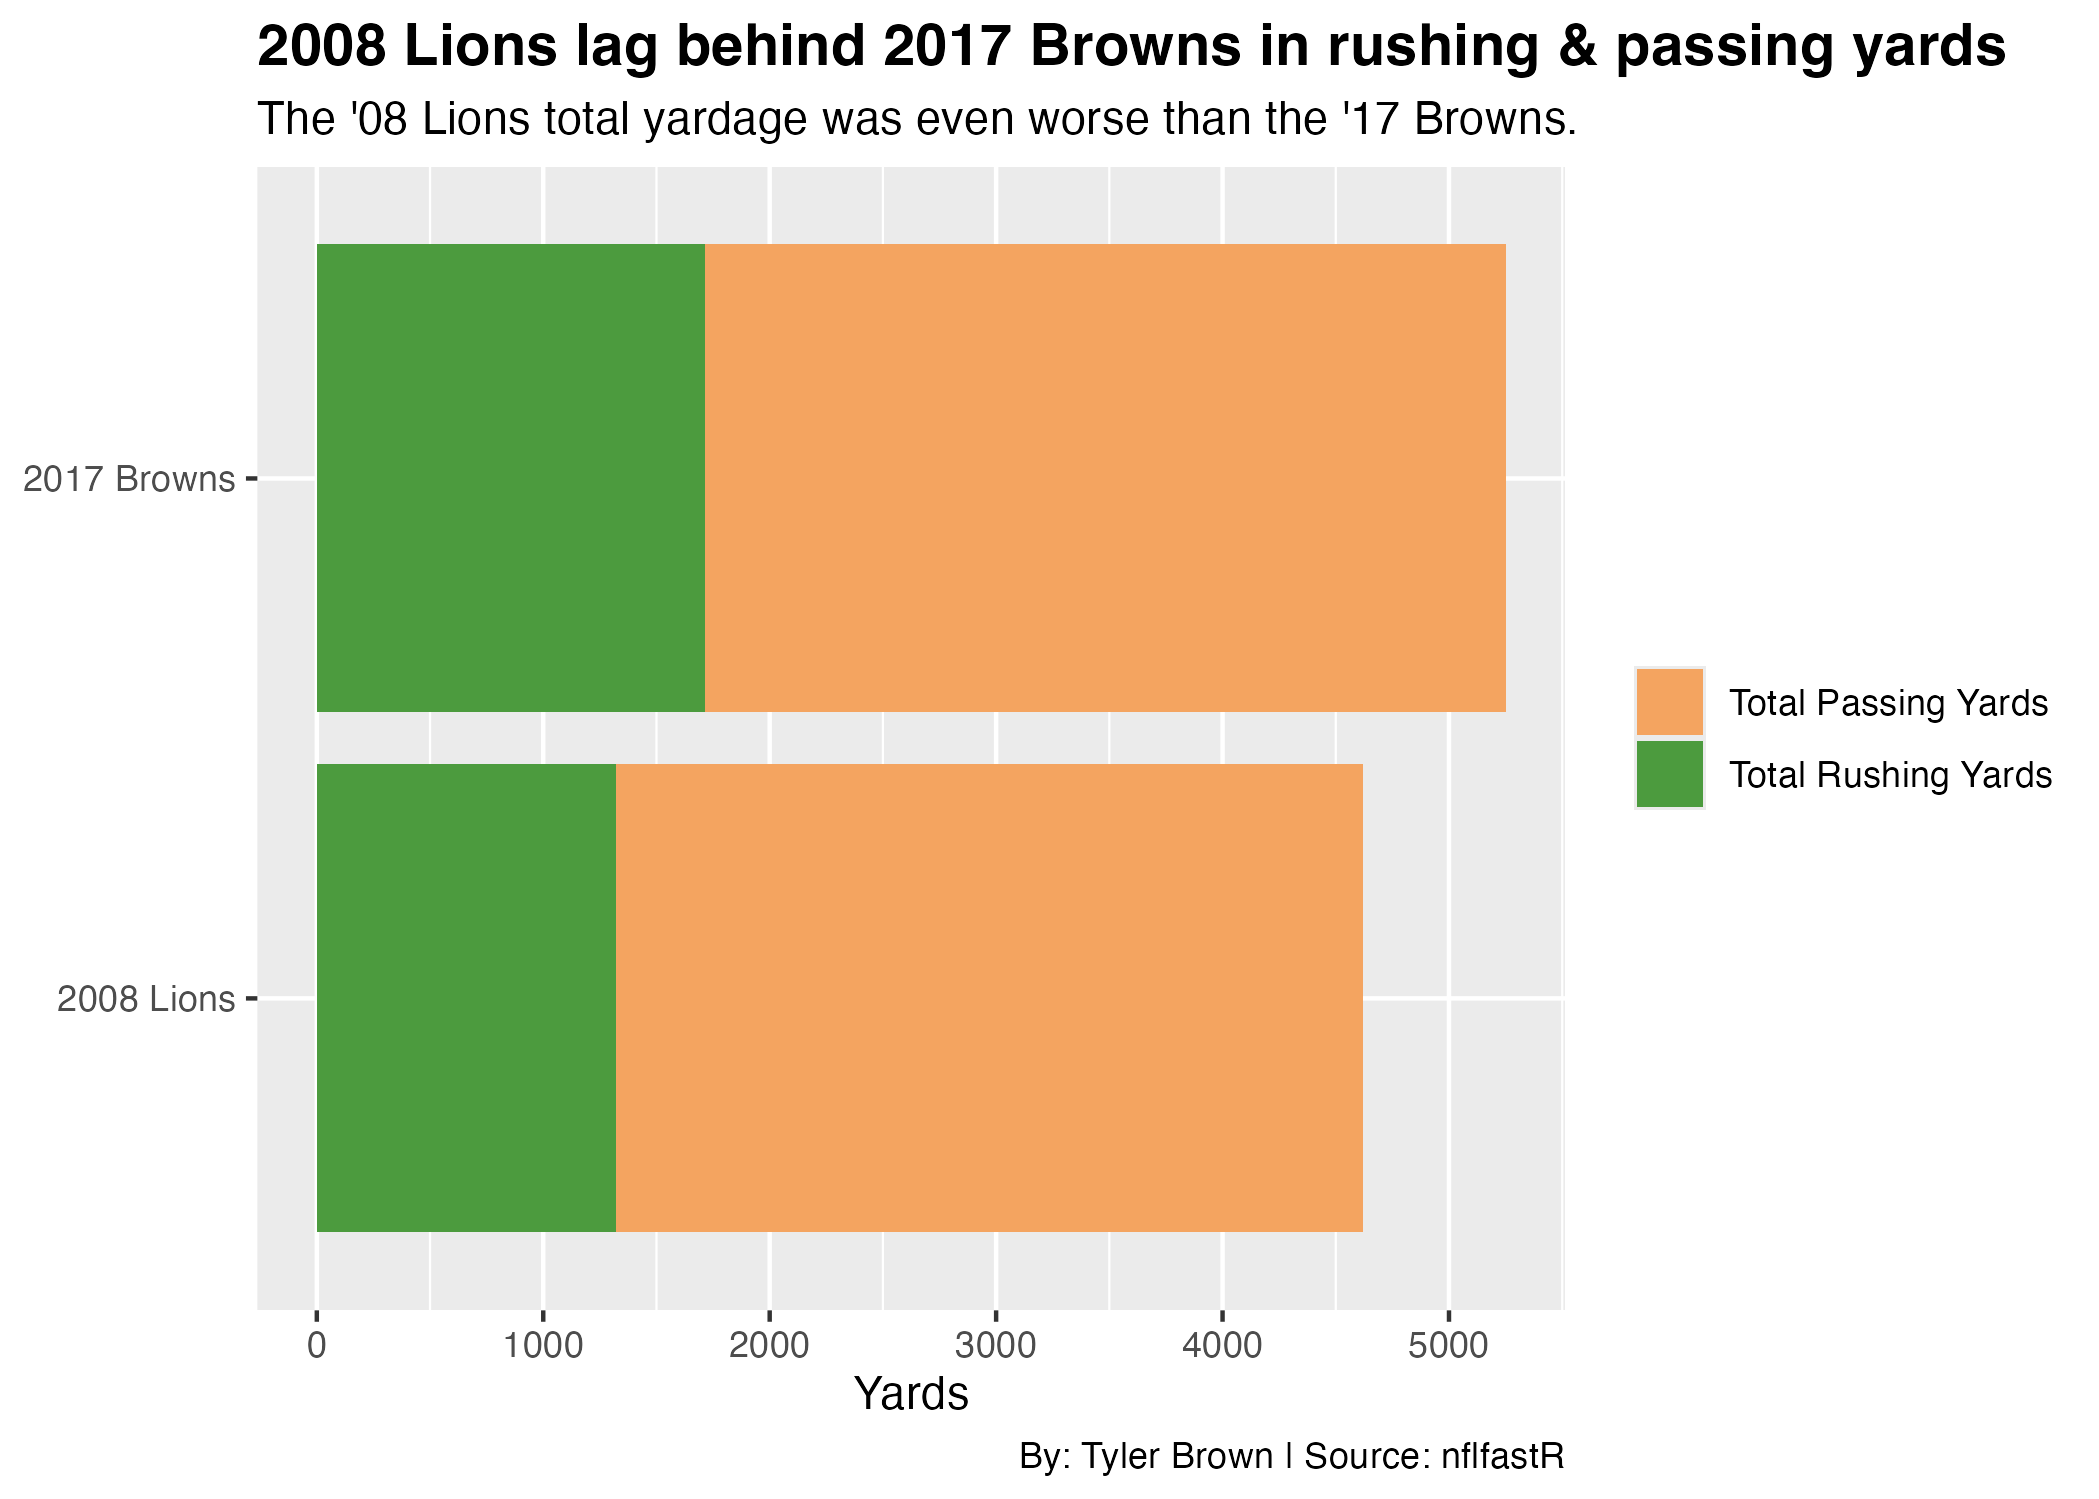 2008 Lions lag behind 2017 Browns in rushing & passing yards
The '08 Lions total yardage was even worse than the '17 Browns.
2017 Browns
2008 Lions
Total Passing Yards
Total Rushing Yards
0 1000 2000 3000 4000 5000
Yards
By: Tyler Brown | Source: nflfastR